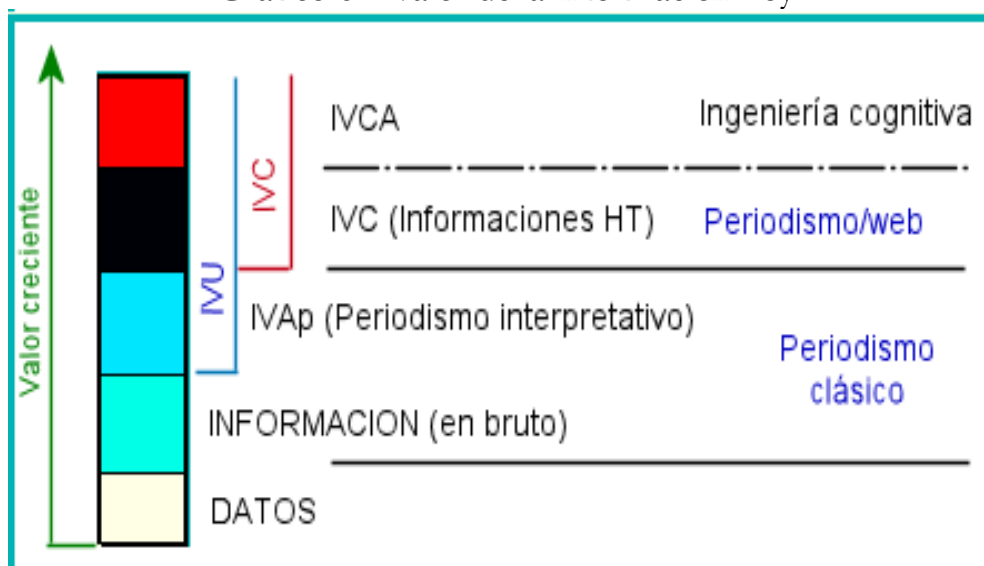 Valor creciente
IVC
IVU
IVCA
Ingeniería cognitiva
IVC (Informaciones HT)
Periodismo/web
IVAp (Periodismo interpretativo)
Periodismo
clásico
INFORMACION (en bruto)
DATOS